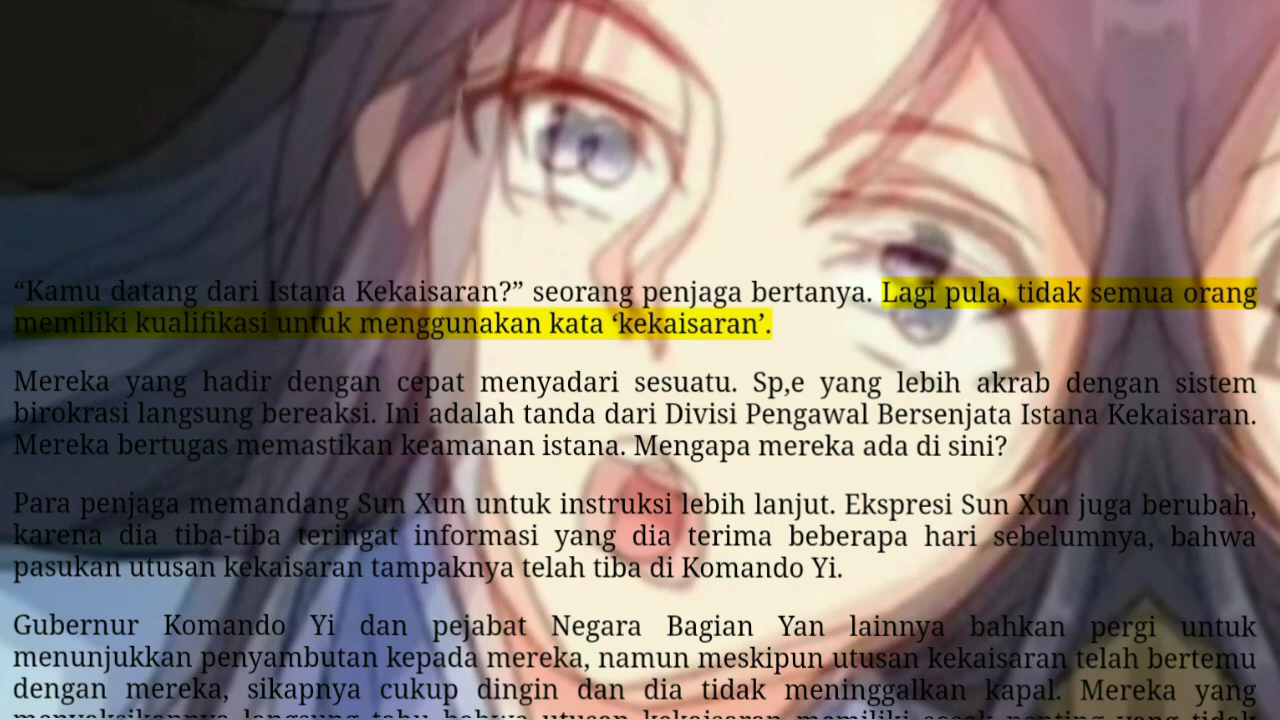 “Kamu datang dari Istana Kekaisaran?” seorang penjaga bertanya. Lagi pula, tidak semua orang
memiliki kualifikasi untuk menggunakan kata ‘kekaisaran’.
Mereka yang hadir dengan cepat menyadari sesuatu. Sp,e yang lebih akrab dengan sistem
birokrasi langsung bereaksi. Ini adalah tanda dari Divisi Pengawal Bersenjata Istana Kekaisaran.
Mereka bertugas memastikan keamanan istana. Mengapa mereka ada di sini?
Para penjaga memandang Sun Xun untuk instruksi lebih lanjut. Ekspresi Sun Xun juga berubah,
karena dia tiba-tiba teringat informasi yang dia terima beberapa hari sebelumnya, bahwa
pasukan utusan kekaisaran tampaknya telah tiba di Komando Yi.
Gubernur Komando Yi dan pejabat Negara Bagian Yan lainnya bahkan pergi untuk
menunjukkan penyambutan kepada mereka, namun meskipun utusan kekaisaran telah bertemu
dengan mereka, sikapnya cukup dingin dan dia tidak meninggalkan kapal. Mereka yang